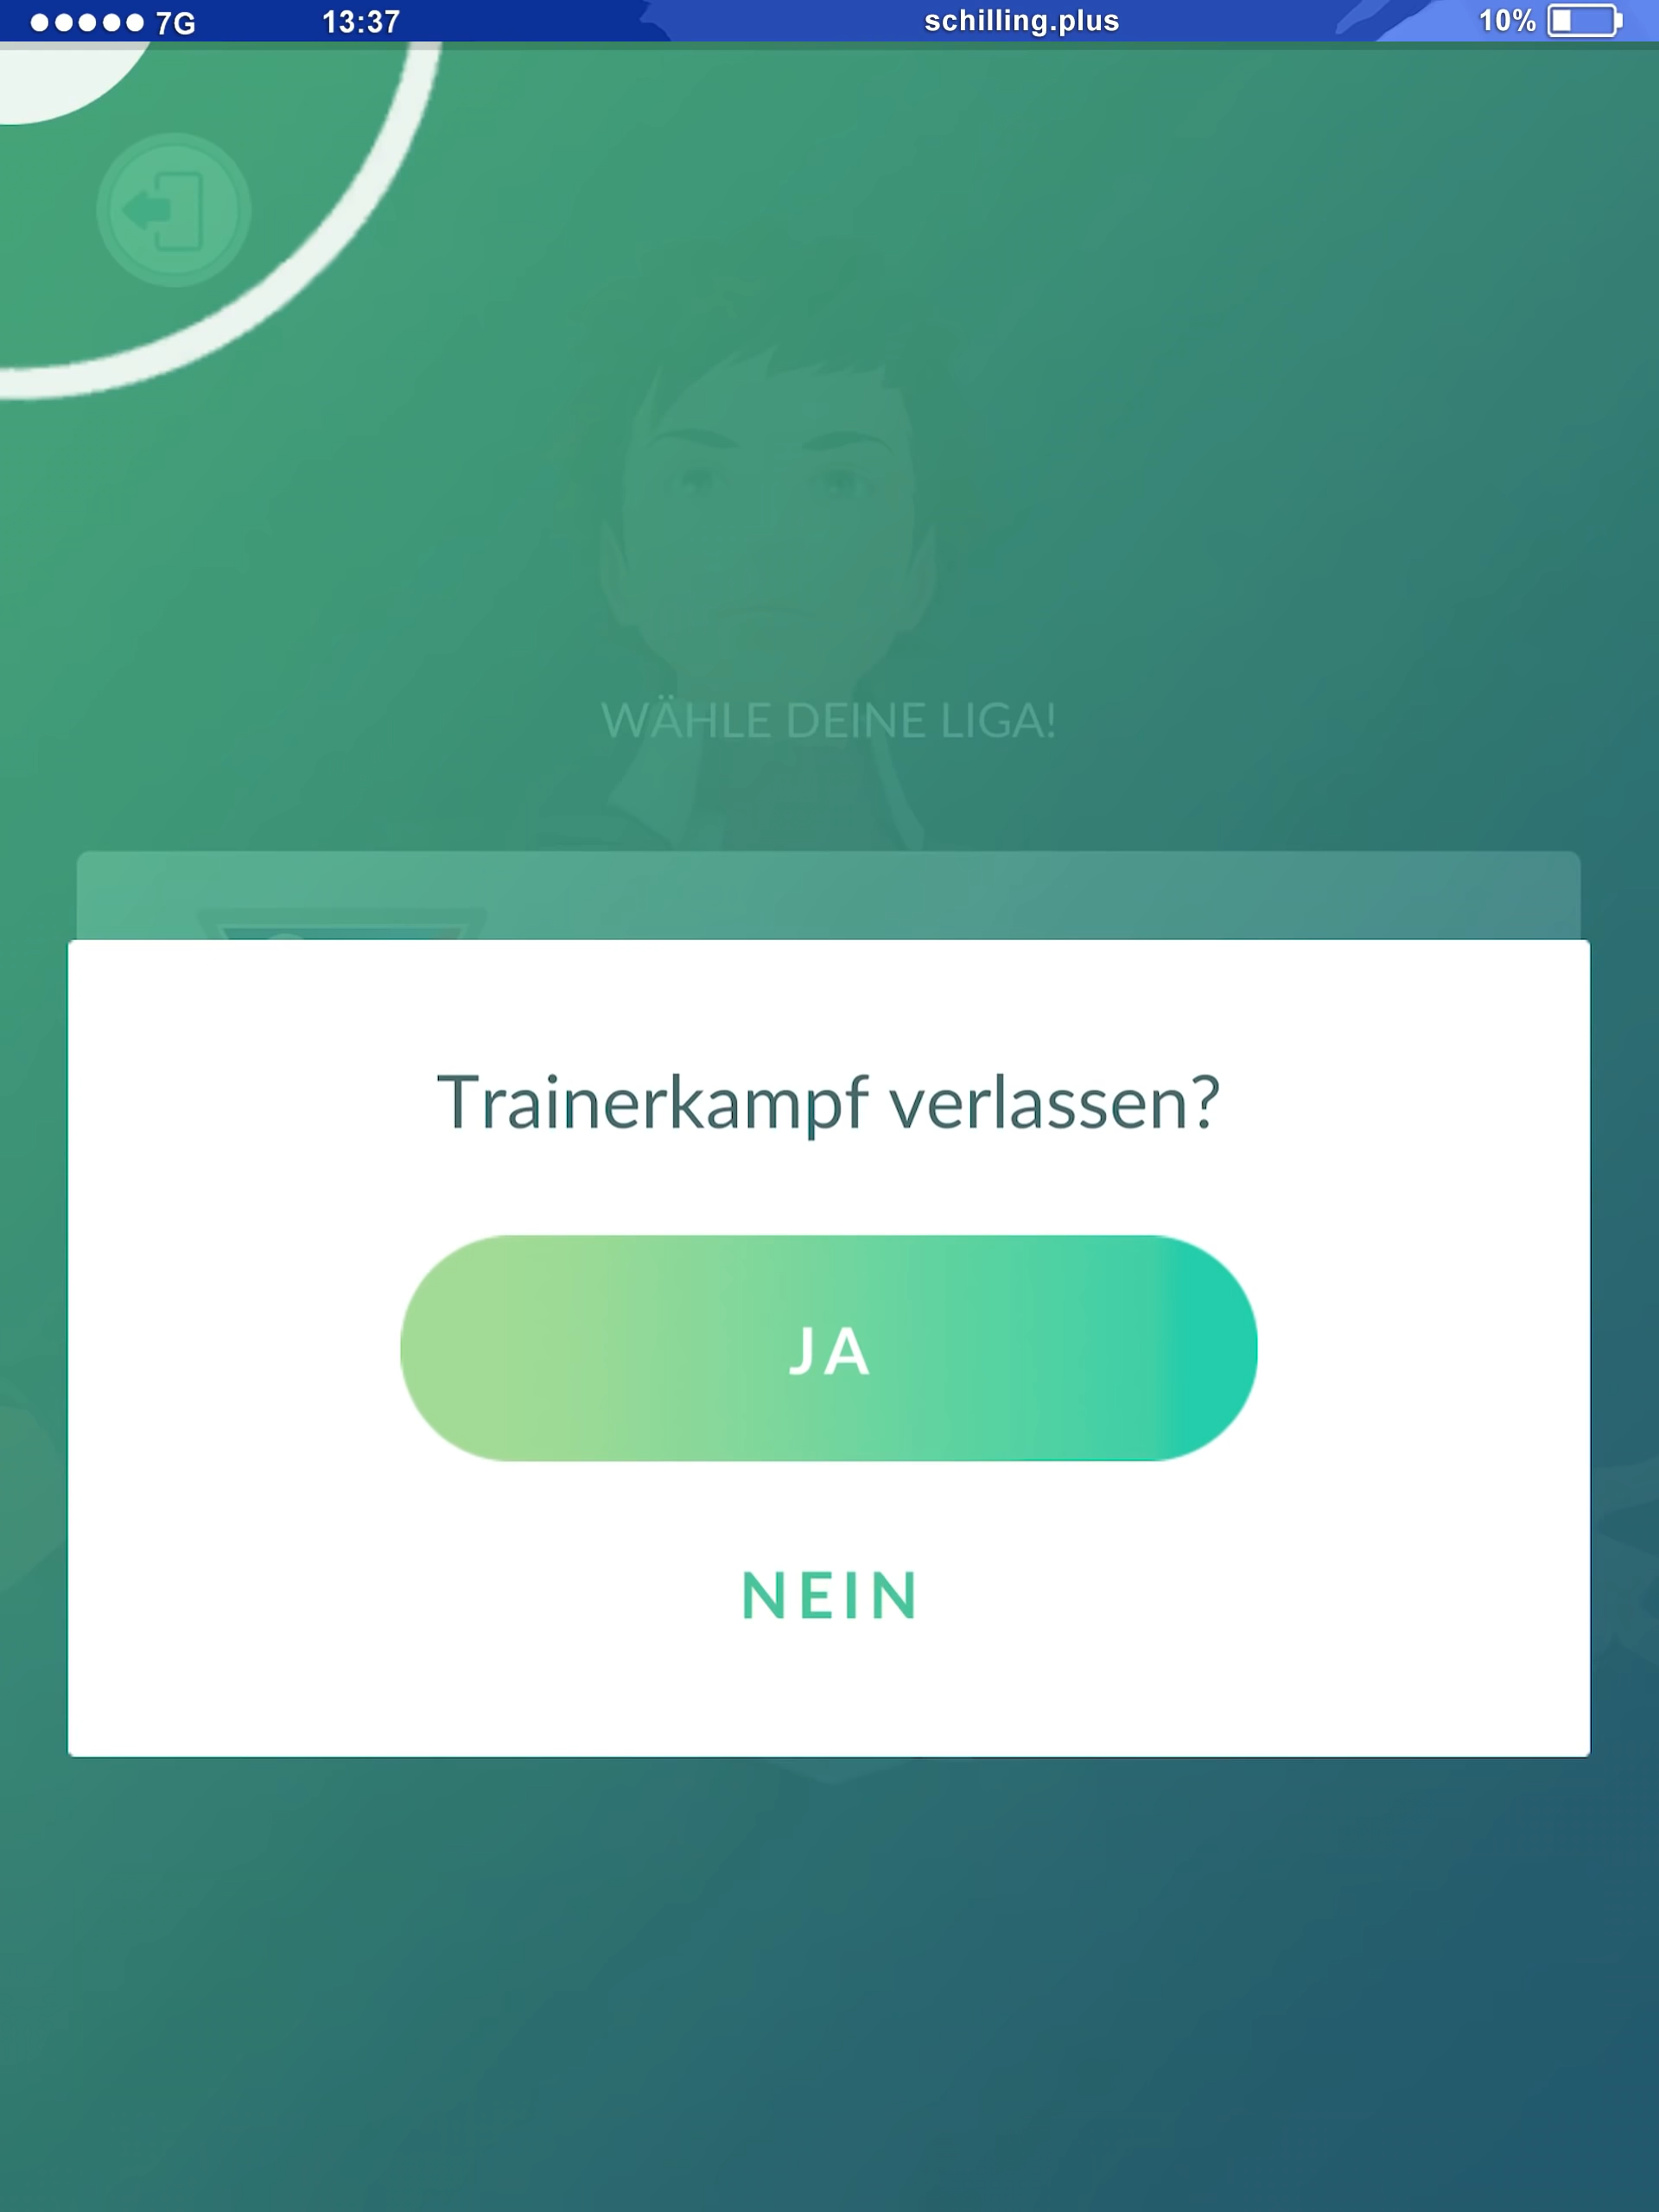 7G 13:37 schilling.plus 10%
WÄHLE DEINE LIGA!
Trainerkampf verlassen?
JA
NEIN